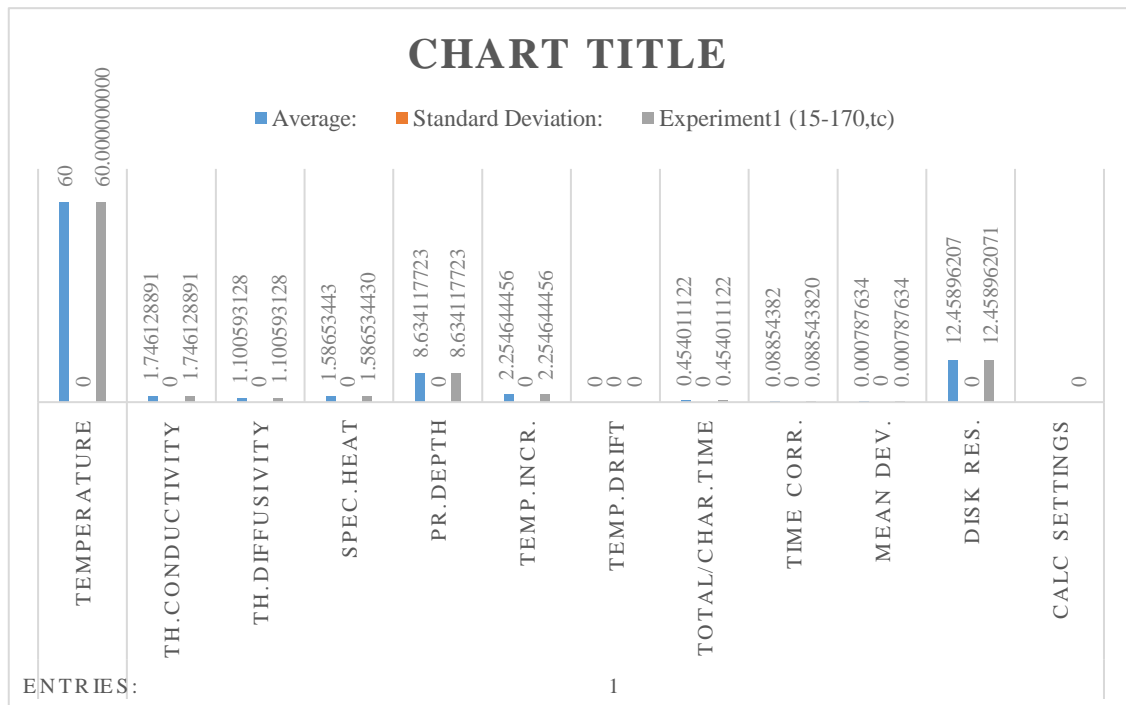 CHART TITLE
Average: Standard Deviation: Experiment1 (15-170,tc)
60 0 60.000000000
1.746128891 0 1.746128891
1.100593128 0 1.100593128
1.58653443 0 1.586534430
8.634117723 0 8.634117723
2.254644456 0 2.254644456
0 0 0
0.454011122 0 0.454011122
0.08854382 0 0.088543820
0.000787634 0 0.000787634
12.45896207 0 12.458962071
0
TEMPERATURE
TH.CONDUCTIVITY
TH.DIFFUSIVITY
SPEC.HEAT
PR.DEPTH
TEMP.INCR.
TEMP.DRIFT
TOTAL/CHAR.TIME
TIME CORR.
MEAN DEV.
DISK RES.
CALC SETTINGS
ENTRIES: 1